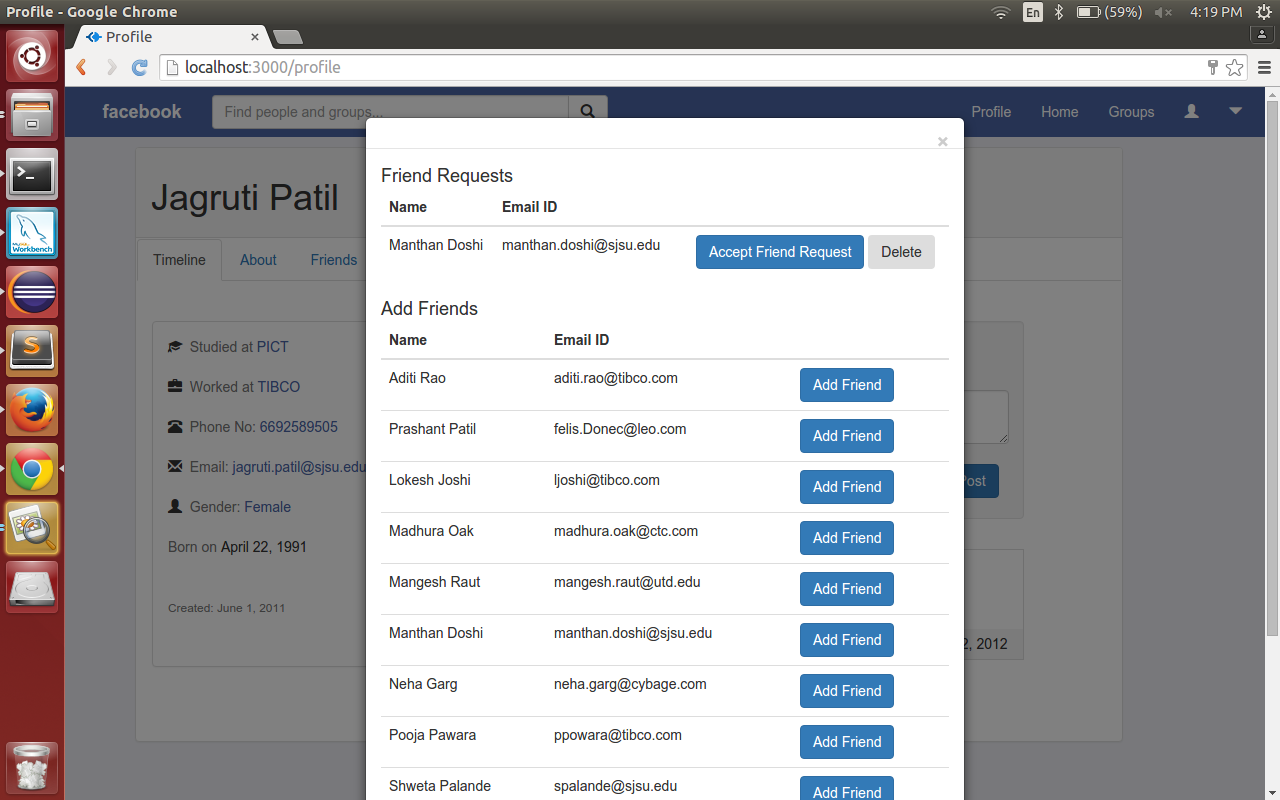 Profile - Google Chrome
En
(59%)
4:19 PM
Profile
localhost:3000/profile
facebook
Find people and groups...
Profile
Home
Groups
Jagruti Patil
Timeline
About
Friends
Studied at PICT
Worked at TIBCO
Phone No: 6692589505
Email: jagruti.patil@sjsu.edu
Gender: Female
Born on April 22, 1991
Created: June 1, 2011
×
Friend Requests
Name Email ID
Manthan Doshi manthan.doshi@sjsu.edu Accept Friend Request Delete
Add Friends
Name Email ID
Aditi Rao aditi.rao@tibco.com Add Friend
Prashant Patil felis.Donec@leo.com Add Friend
Lokesh Joshi ljoshi@tibco.com Add Friend
Madhura Oak madhura.oak@ctc.com Add Friend
Mangesh Raut mangesh.raut@utd.edu Add Friend
Manthan Doshi manthan.doshi@sjsu.edu Add Friend
Neha Garg neha.garg@cybage.com Add Friend
Pooja Pawara ppowara@tibco.com Add Friend
Shweta Palande spalande@sjsu.edu Add Friend
ost
2, 2012
Workbench